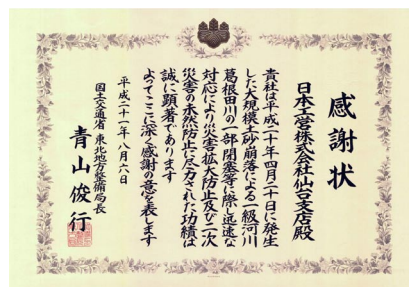 感謝状
日本工営株式会社仙台支店殿
貴社は平成二十年四月二十日に発生
した大規模土砂崩落による一級河川
葛根田川の一部閉塞等に際し迅速な
対応により災害拡大防止及び二次
災害の未然防止に尽力された功績は
誠に顕著であります
よってここに深く感謝の意を表します
平成二十一年八月六日
国土交通省 東北地方整備局長
青山俊行